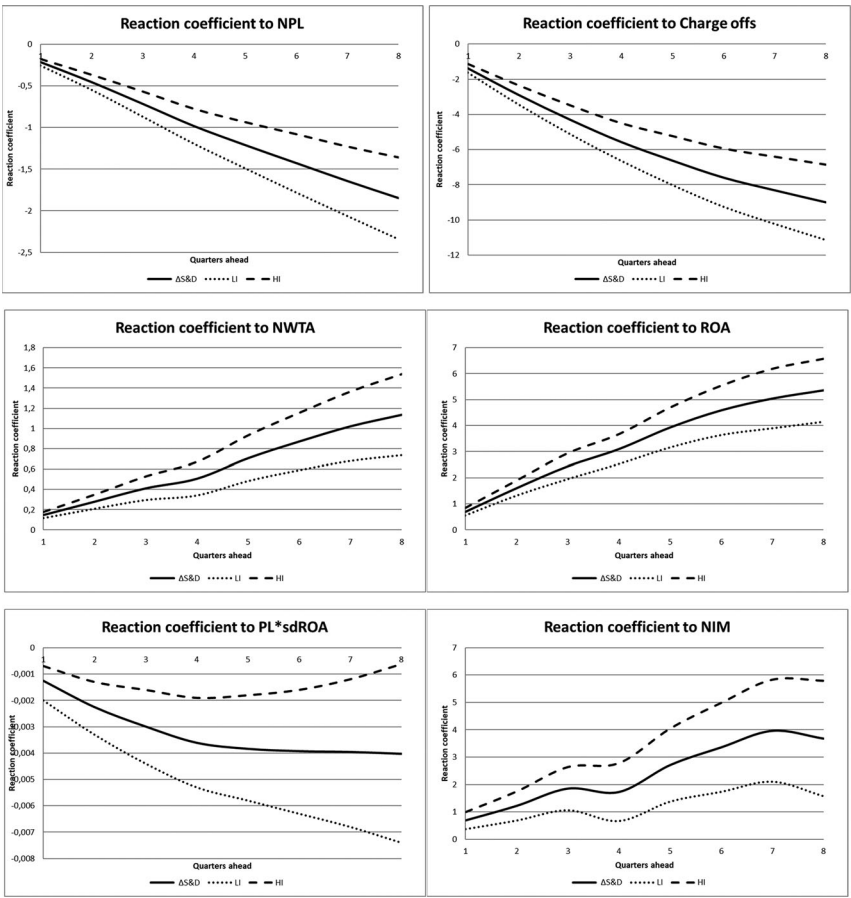 Reaction coefficient to NPL
0
-0,5
-1
-1,5
-2
-2,5
1 2 3 4 5 6 7 8
Reaction coefficient
Quarters ahead
ΔS&D LI HI
Reaction coefficient to Charge offs
0
-2
-4
-6
-8
-10
-12
1 2 3 4 5 6 7 8
Reaction coefficient
Quarters ahead
ΔS&D LI HI
Reaction coefficient to NWTA
1,8
1,6
1,4
1,2
1
0,8
0,6
0,4
0,2
0
1 2 3 4 5 6 7 8
Reaction coefficient
Quarters ahead
ΔS&D LI HI
Reaction coefficient to ROA
7
6
5
4
3
2
1
0
1 2 3 4 5 6 7 8
Reaction coefficient
Quarters ahead
ΔS&D LI HI
Reaction coefficient to PL*sdROA
0
-0,001
-0,002
-0,003
-0,004
-0,005
-0,006
-0,007
-0,008
1 2 3 4 5 6 7 8
Reaction coefficient
Quarters ahead
ΔS&D LI HI
Reaction coefficient to NIM
7
6
5
4
3
2
1
0
1 2 3 4 5 6 7 8
Reaction coefficient
Quarters ahead
ΔS&D LI HI